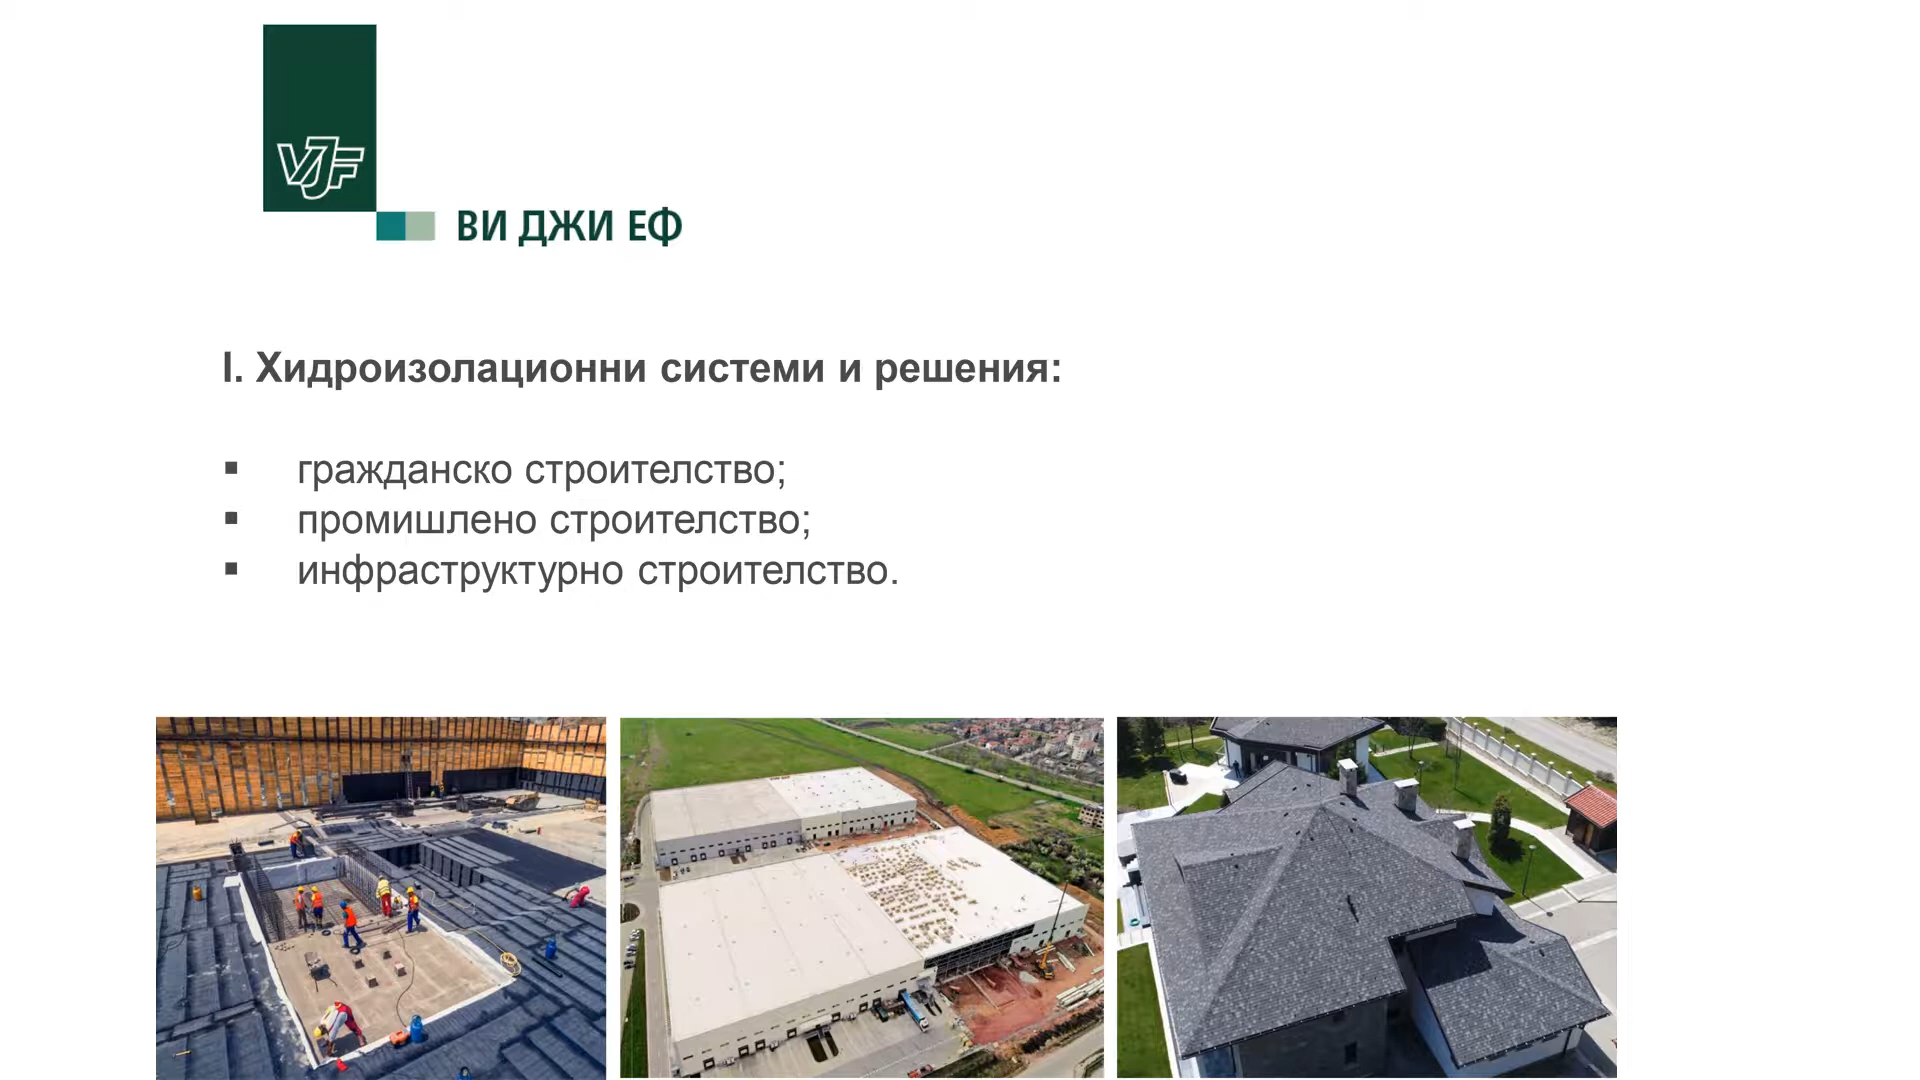 VJF
ВИ ДЖИ ЕФ
I. Хидроизолационни системи и решения:
▪ гражданско строителство;
▪ промишлено строителство;
▪ инфраструктурно строителство.